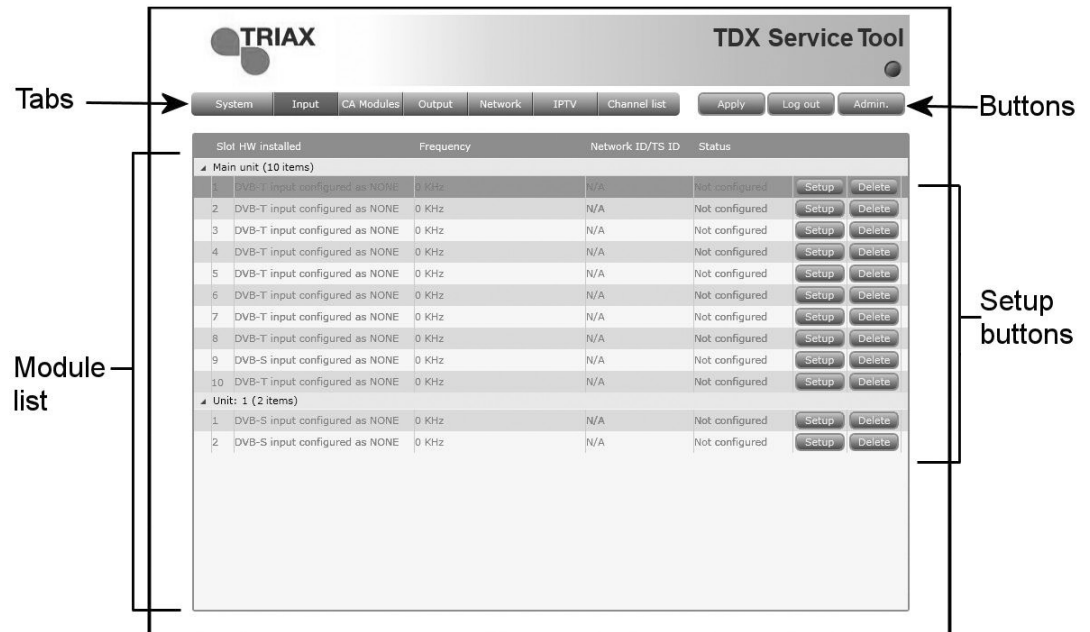 TRIAX
TDX Service Tool
Tabs
System Input CA Modules Output Network IPTV Channel list Apply Log out Admin.
Buttons
Slot HW installed Frequency Network ID/TS ID Status
Main unit (10 items)
1 DVB-T input configured as NONE 0 KHz N/A Not configured Setup Delete
2 DVB-T input configured as NONE 0 KHz N/A Not configured Setup Delete
3 DVB-T input configured as NONE 0 KHz N/A Not configured Setup Delete
4 DVB-T input configured as NONE 0 KHz N/A Not configured Setup Delete
5 DVB-T input configured as NONE 0 KHz N/A Not configured Setup Delete
6 DVB-T input configured as NONE 0 KHz N/A Not configured Setup Delete
7 DVB-T input configured as NONE 0 KHz N/A Not configured Setup Delete
8 DVB-T input configured as NONE 0 KHz N/A Not configured Setup Delete
9 DVB-S input configured as NONE 0 KHz N/A Not configured Setup Delete
10 DVB-T input configured as NONE 0 KHz N/A Not configured Setup Delete
Unit: 1 (2 items)
1 DVB-S input configured as NONE 0 KHz N/A Not configured Setup Delete
2 DVB-S input configured as NONE 0 KHz N/A Not configured Setup Delete
Module
list
Setup
buttons